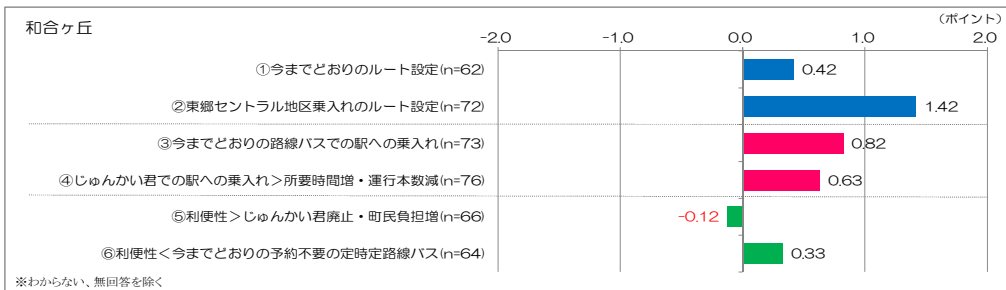 和合ヶ丘
(ポイント)
-2.0 -1.0 0.0 1.0 2.0
①今までどおりのルート設定(n=62) 0.42
②東郷セントラル地区乗入れのルート設定(n=72) 1.42
③今までどおりの路線バスでの駅への乗入れ(n=73) 0.82
④じゅんかい君での駅への乗入れ>所要時間増・運行本数減(n=76) 0.63
⑤利便性>じゅんかい君廃止・町民負担増(n=66) -0.12
⑥利便性<今までどおりの予約不要の定時定路線バス(n=64) 0.33
※わからない、無回答を除く